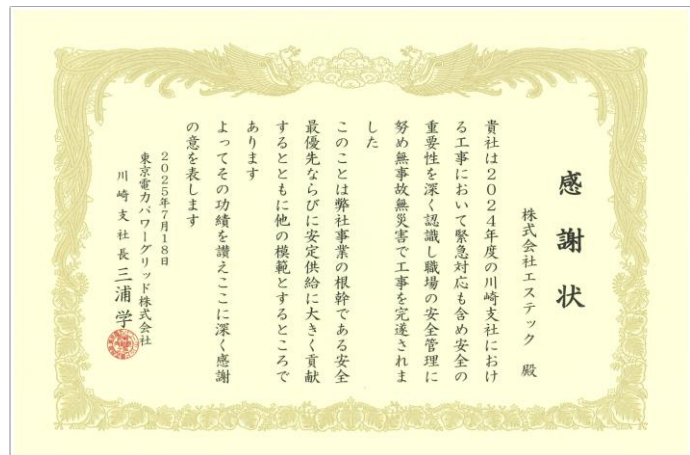 感謝状
株式会社エステック 殿
貴社は2024年度の川崎支社におけ
る工事において緊急対応も含め安全の
重要性を深く認識し職場の安全管理に
努め無事故無災害で工事を完遂されま
した
このことは弊社事業の根幹である安全
最優先ならびに安定供給に大きく貢献
するとともに他の模範とするところで
あります
よってその功績を讃えここに深く感謝
の意を表します
2025年7月18日
東京電力パワーグリッド株式会社
川崎支社長 三浦学